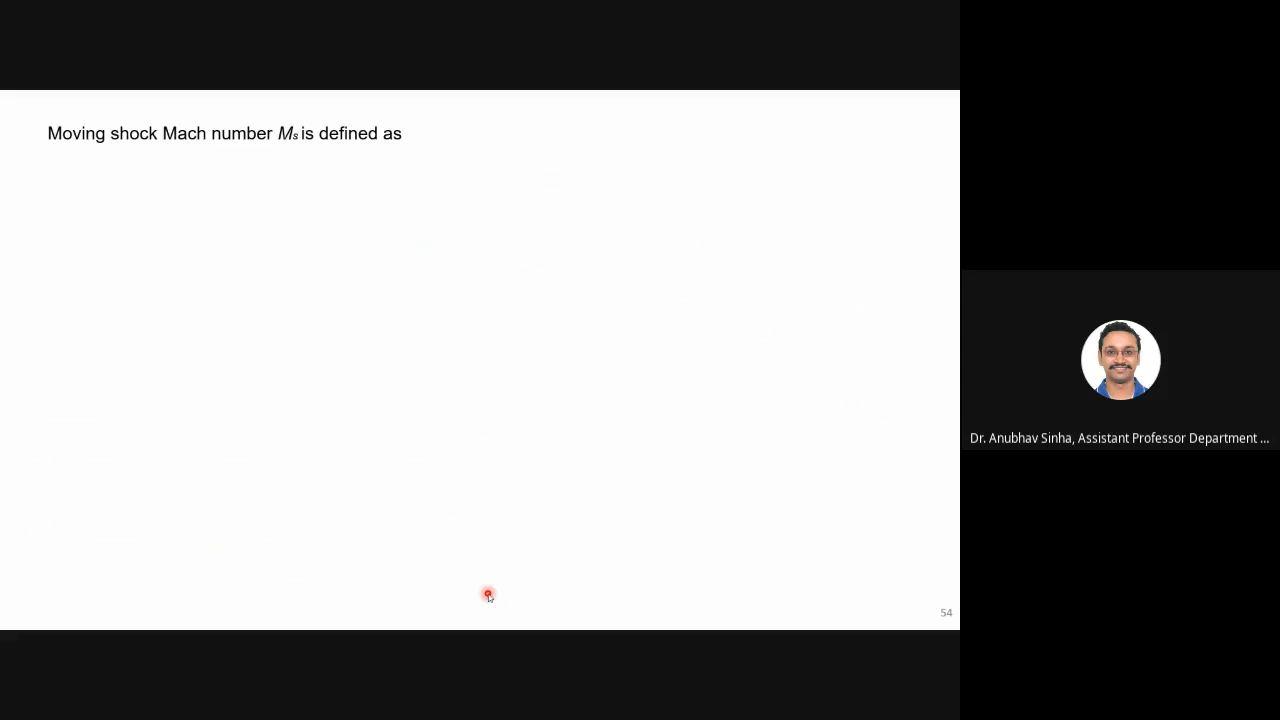 Moving shock Mach number Ms is defined as
Dr. Anubhav Sinha, Assistant Professor Department ...
54